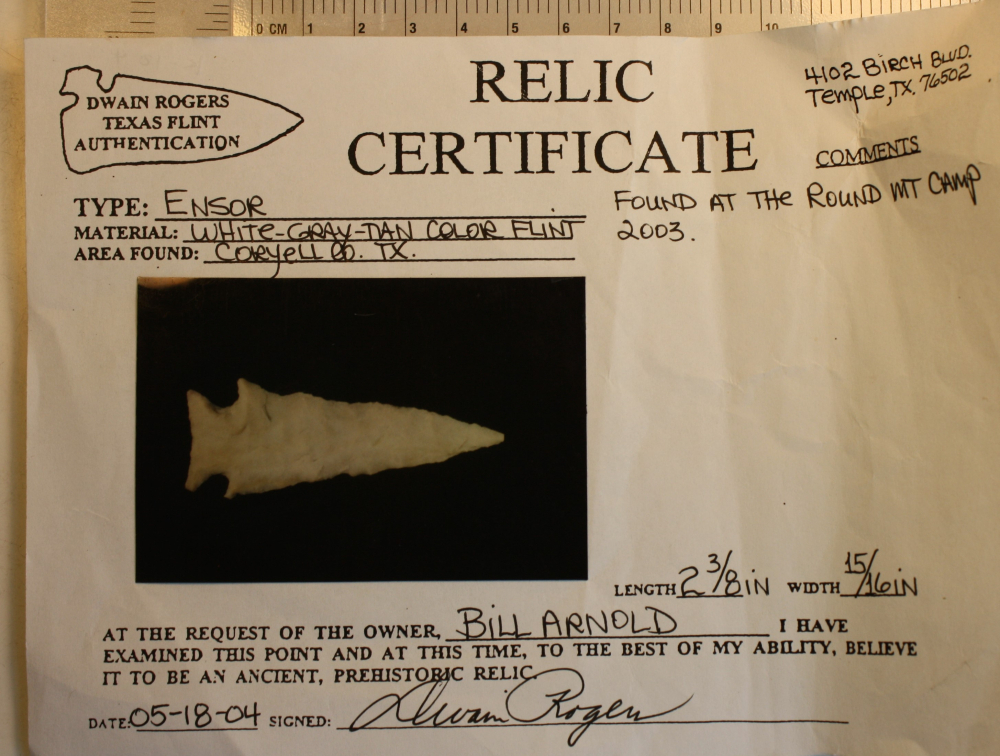 0 CM 1 2 3 4 5 6 7 8 9 10
DWAIN ROGERS
TEXAS FLINT
AUTHENTICATION
RELIC
CERTIFICATE
4102 BIRCH BLVD.
TEMPLE, TX. 76502
COMMENTS
FOUND AT THE ROUND MT CAMP
2003.
TYPE: ENSOR
MATERIAL: WHITE-GRAY-TAN COLOR FLINT
AREA FOUND: CORYELL CO. TX.
LENGTH 2 3/8 IN WIDTH 15/16 IN
AT THE REQUEST OF THE OWNER, BILL ARNOLD I HAVE
EXAMINED THIS POINT AND AT THIS TIME, TO THE BEST OF MY ABILITY, BELIEVE
IT TO BE AN ANCIENT, PREHISTORIC RELIC.
DATE: 05-18-04 SIGNED: Dwain Rogers